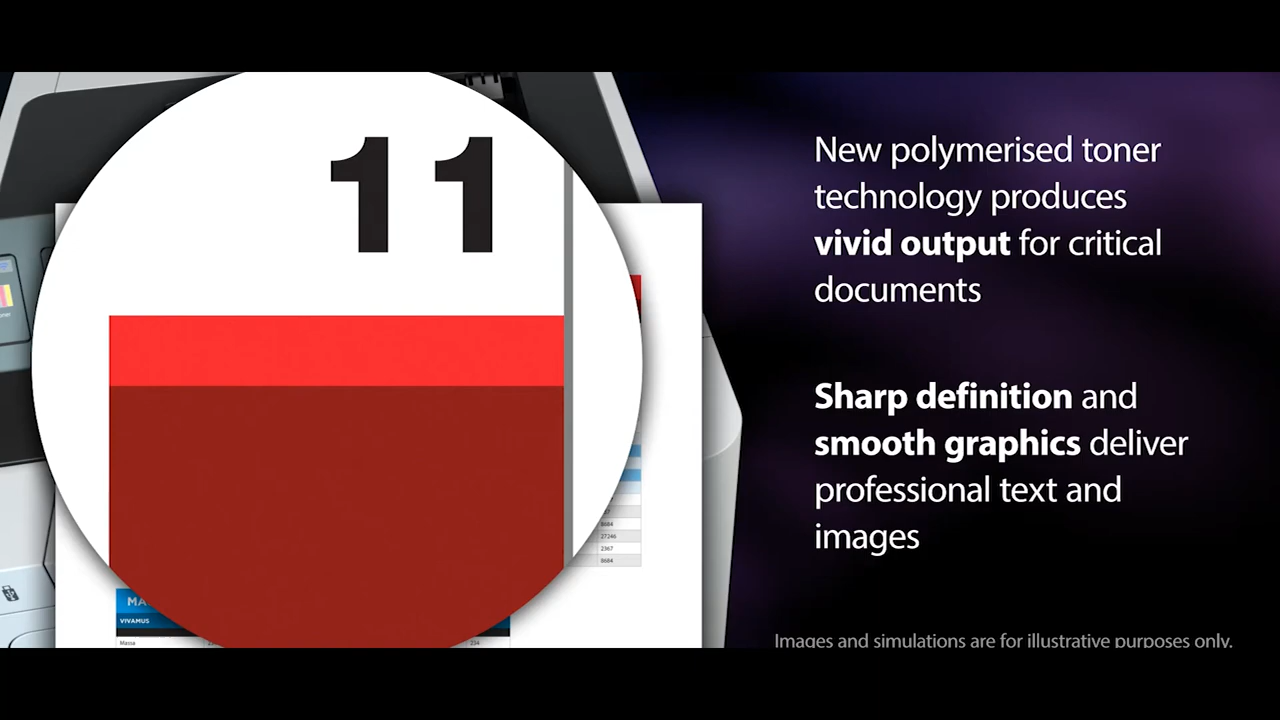 11
New polymerised toner
technology produces
vivid output for critical
documents
Sharp definition and
smooth graphics deliver
professional text and
images
8684
27246
2367
8684
VIVAMUS
Massa
234
Images and simulations are for illustrative purposes only.